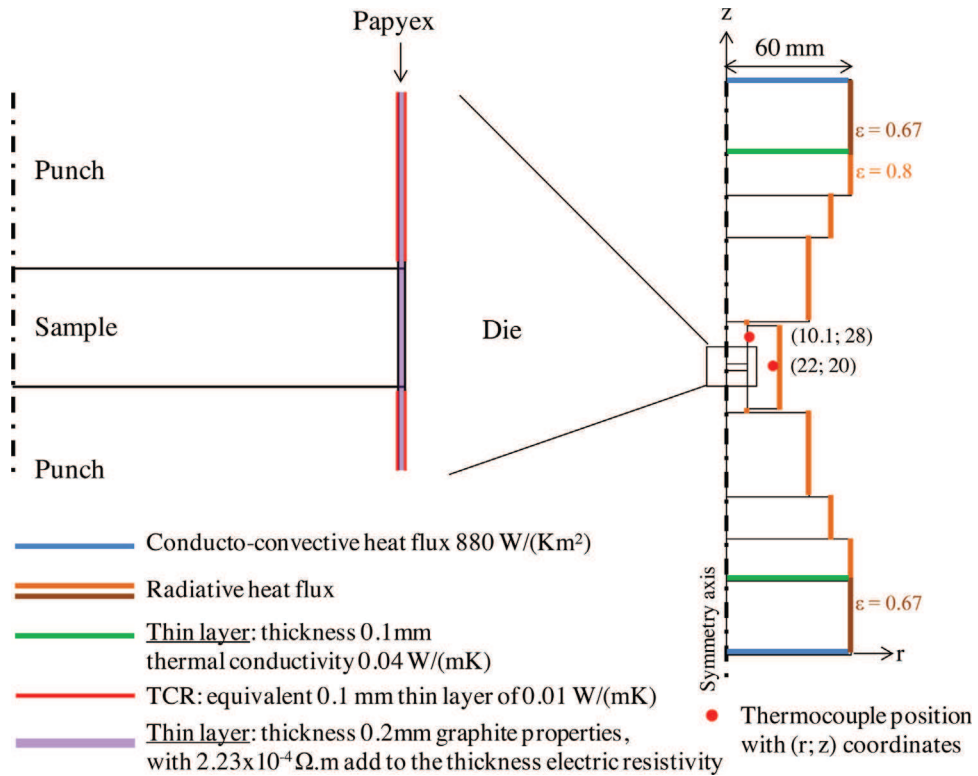 Papyex
z
60 mm
ε = 0.67
ε = 0.8
Punch
Sample
Die
(10.1; 28)
(22; 20)
Punch
Conducto-convective heat flux 880 W/(Km²)
Radiative heat flux
Thin layer: thickness 0.1mm
thermal conductivity 0.04 W/(mK)
TCR: equivalent 0.1 mm thin layer of 0.01 W/(mK)
Thin layer: thickness 0.2mm graphite properties,
with 2.23x10⁻⁴ Ω.m add to the thickness electric resistivity
Symmetry axis
ε = 0.67
r
Thermocouple position
with (r; z) coordinates